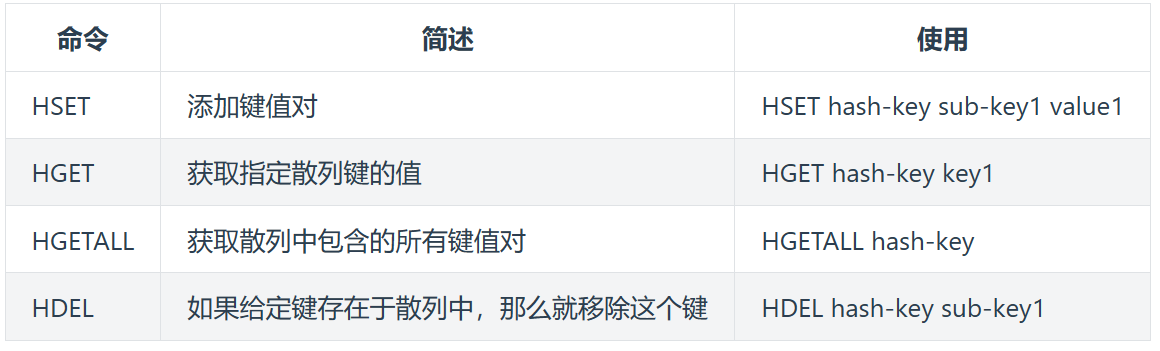 命令 简述 使用
HSET 添加键值对 HSET hash-key sub-key1 value1
HGET 获取指定散列键的值 HGET hash-key key1
HGETALL 获取散列中包含的所有键值对 HGETALL hash-key
HDEL 如果给定键存在于散列中，那么就移除这个键 HDEL hash-key sub-key1